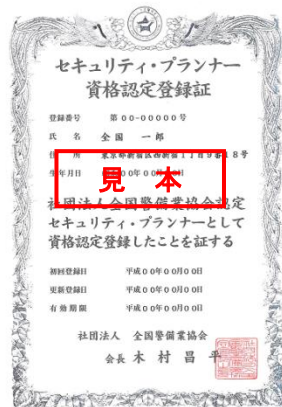 セキュリティ・プランナー
資格認定登録証
登録番号 第 00-00000号
氏 名 全国 一郎
住 所 東京都新宿区西新宿1丁目9番18号
生年月日 00年00月00日
見 本
社団法人全国警備業協会認定
セキュリティ・プランナーとして
資格認定登録したことを証する
初回登録日 平成00年00月00日
更新登録日 平成00年00月00日
有効期限 平成00年00月00日
社団法人 全国警備業協会
会長 木村昌平